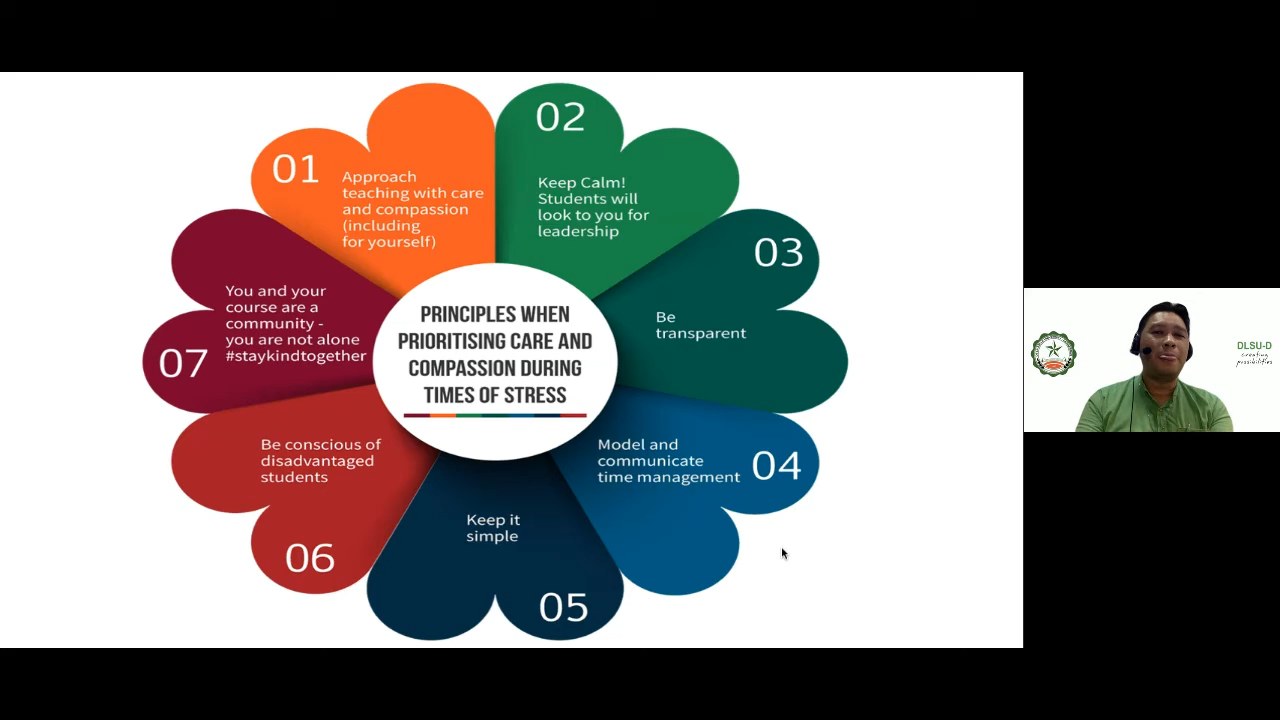 01
Approach
teaching with care
and compassion
(including
for yourself)
02
Keep Calm!
Students will
look to you for
leadership
03
Be
transparent
Model and
communicate
time management
04
Keep it
simple
05
Be conscious of
disadvantaged
students
06
You and your
course are a
community -
you are not alone
#staykindtogether
07
PRINCIPLES WHEN
PRIORITISING CARE AND
COMPASSION DURING
TIMES OF STRESS
DLSU-D
creating
possibilities